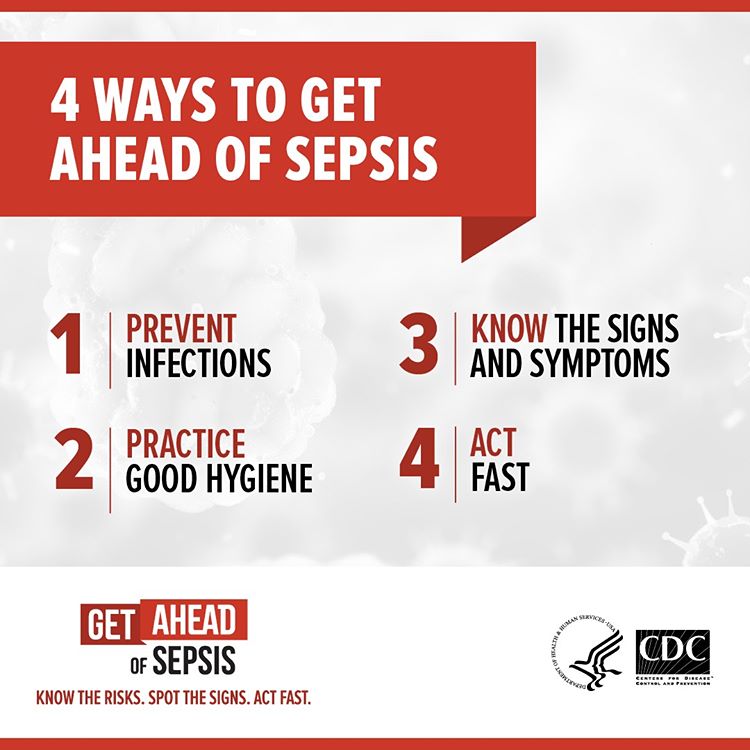 4 WAYS TO GET
AHEAD OF SEPSIS
1
PREVENT
INFECTIONS
2
PRACTICE
GOOD HYGIENE
3
KNOW THE SIGNS
AND SYMPTOMS
4
ACT
FAST
GET AHEAD
OF SEPSIS
KNOW THE RISKS. SPOT THE SIGNS. ACT FAST.
DEPARTMENT OF HEALTH & HUMAN SERVICES · USA
CDC
CENTERS FOR DISEASE™
CONTROL AND PREVENTION